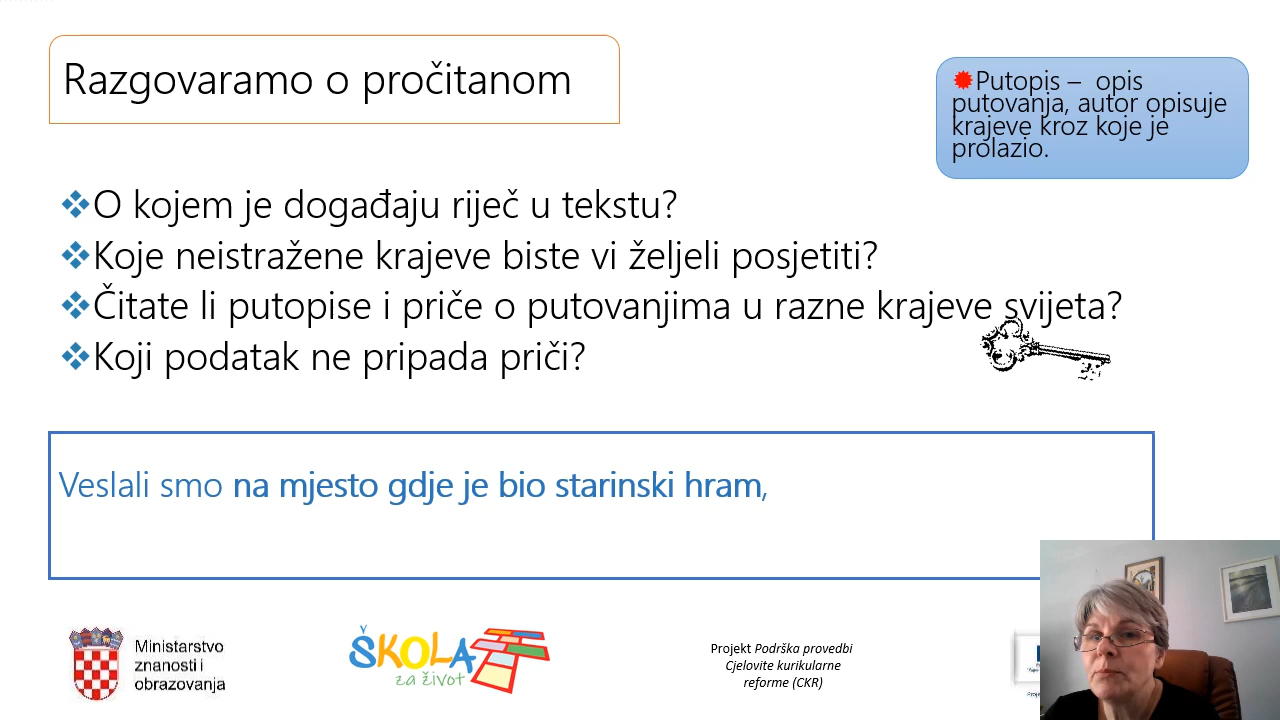 Razgovaramo o pročitanom
Putopis – opis
putovanja, autor opisuje
krajeve kroz koje je
prolazio.
O kojem je događaju riječ u tekstu?
Koje neistražene krajeve biste vi željeli posjetiti?
Čitate li putopise i priče o putovanjima u razne krajeve svijeta?
Koji podatak ne pripada priči?
Veslali smo na mjesto gdje je bio starinski hram,
Ministarstvo
znanosti i
obrazovanja
ŠKOLA
za život
Projekt Podrška provedbi
Cjelovite kurikularne
reforme (CKR)